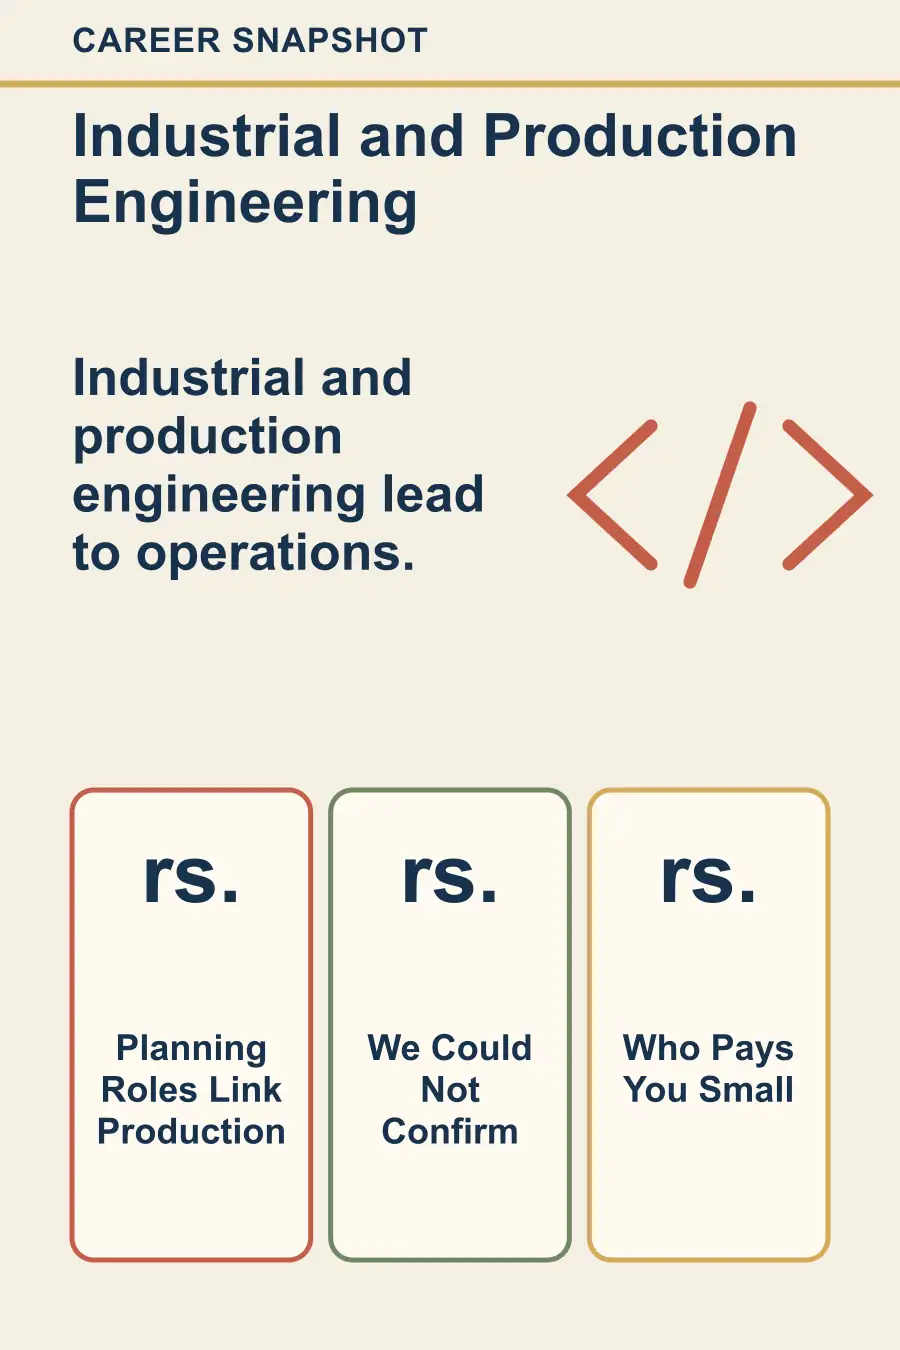 CAREER SNAPSHOT
Industrial and Production
Engineering
Industrial and
production
engineering lead
to operations.
</>
rs.
Planning
Roles Link
Production
rs.
We Could
Not
Confirm
rs.
Who Pays
You Small